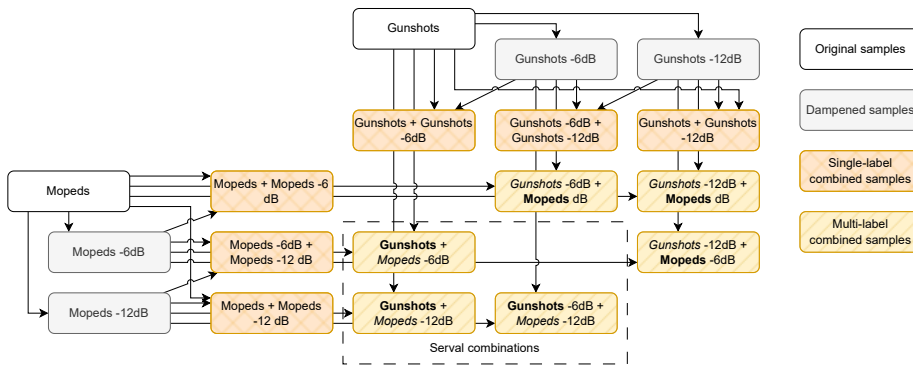 Gunshots
Original samples
Gunshots -6dB
Gunshots -12dB
Dampened samples
Gunshots + Gunshots
-6dB
Gunshots -6dB +
Gunshots -12dB
Gunshots + Gunshots
-12dB
Single-label
combined samples
Mopeds
Mopeds + Mopeds -6
dB
Gunshots -6dB +
Mopeds dB
Gunshots -12dB +
Mopeds dB
Multi-label
combined samples
Mopeds -6dB
Mopeds -6dB +
Mopeds -12 dB
Gunshots +
Mopeds -6dB
Gunshots -12dB +
Mopeds -6dB
Mopeds -12dB
Mopeds + Mopeds
-12 dB
Gunshots +
Mopeds -12dB
Gunshots -6dB +
Mopeds -12dB
Serval combinations